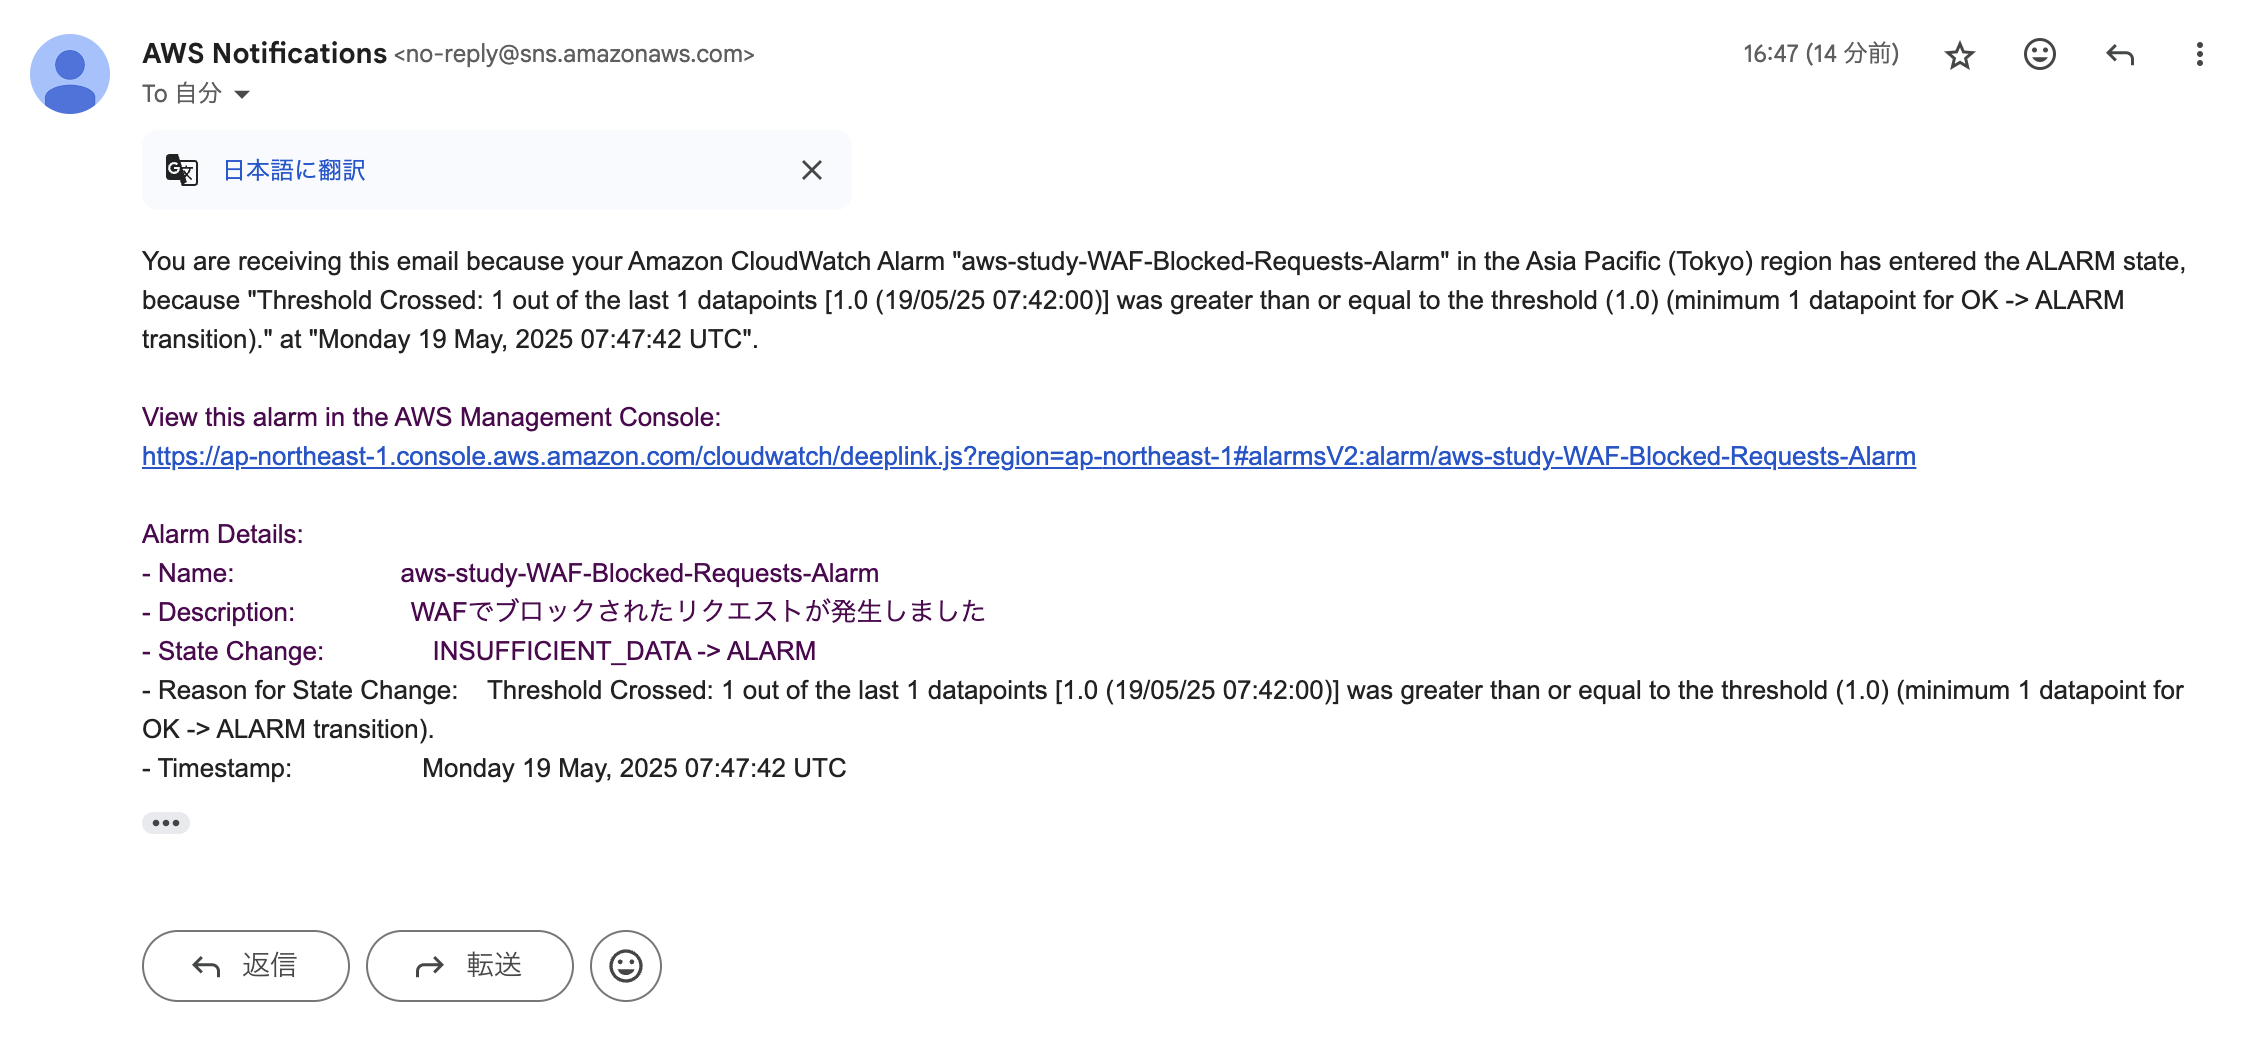 AWS Notifications <no-reply@sns.amazonaws.com>
16:47 (14 分前)
To 自分
日本語に翻訳
You are receiving this email because your Amazon CloudWatch Alarm "aws-study-WAF-Blocked-Requests-Alarm" in the Asia Pacific (Tokyo) region has entered the ALARM state,
because "Threshold Crossed: 1 out of the last 1 datapoints [1.0 (19/05/25 07:42:00)] was greater than or equal to the threshold (1.0) (minimum 1 datapoint for OK -> ALARM
transition)." at "Monday 19 May, 2025 07:47:42 UTC".
View this alarm in the AWS Management Console:
https://ap-northeast-1.console.aws.amazon.com/cloudwatch/deeplink.js?region=ap-northeast-1#alarmsV2:alarm/aws-study-WAF-Blocked-Requests-Alarm
Alarm Details:
- Name: aws-study-WAF-Blocked-Requests-Alarm
- Description: WAFでブロックされたリクエストが発生しました
- State Change: INSUFFICIENT_DATA -> ALARM
- Reason for State Change: Threshold Crossed: 1 out of the last 1 datapoints [1.0 (19/05/25 07:42:00)] was greater than or equal to the threshold (1.0) (minimum 1 datapoint for
OK -> ALARM transition).
- Timestamp: Monday 19 May, 2025 07:47:42 UTC
返信
転送